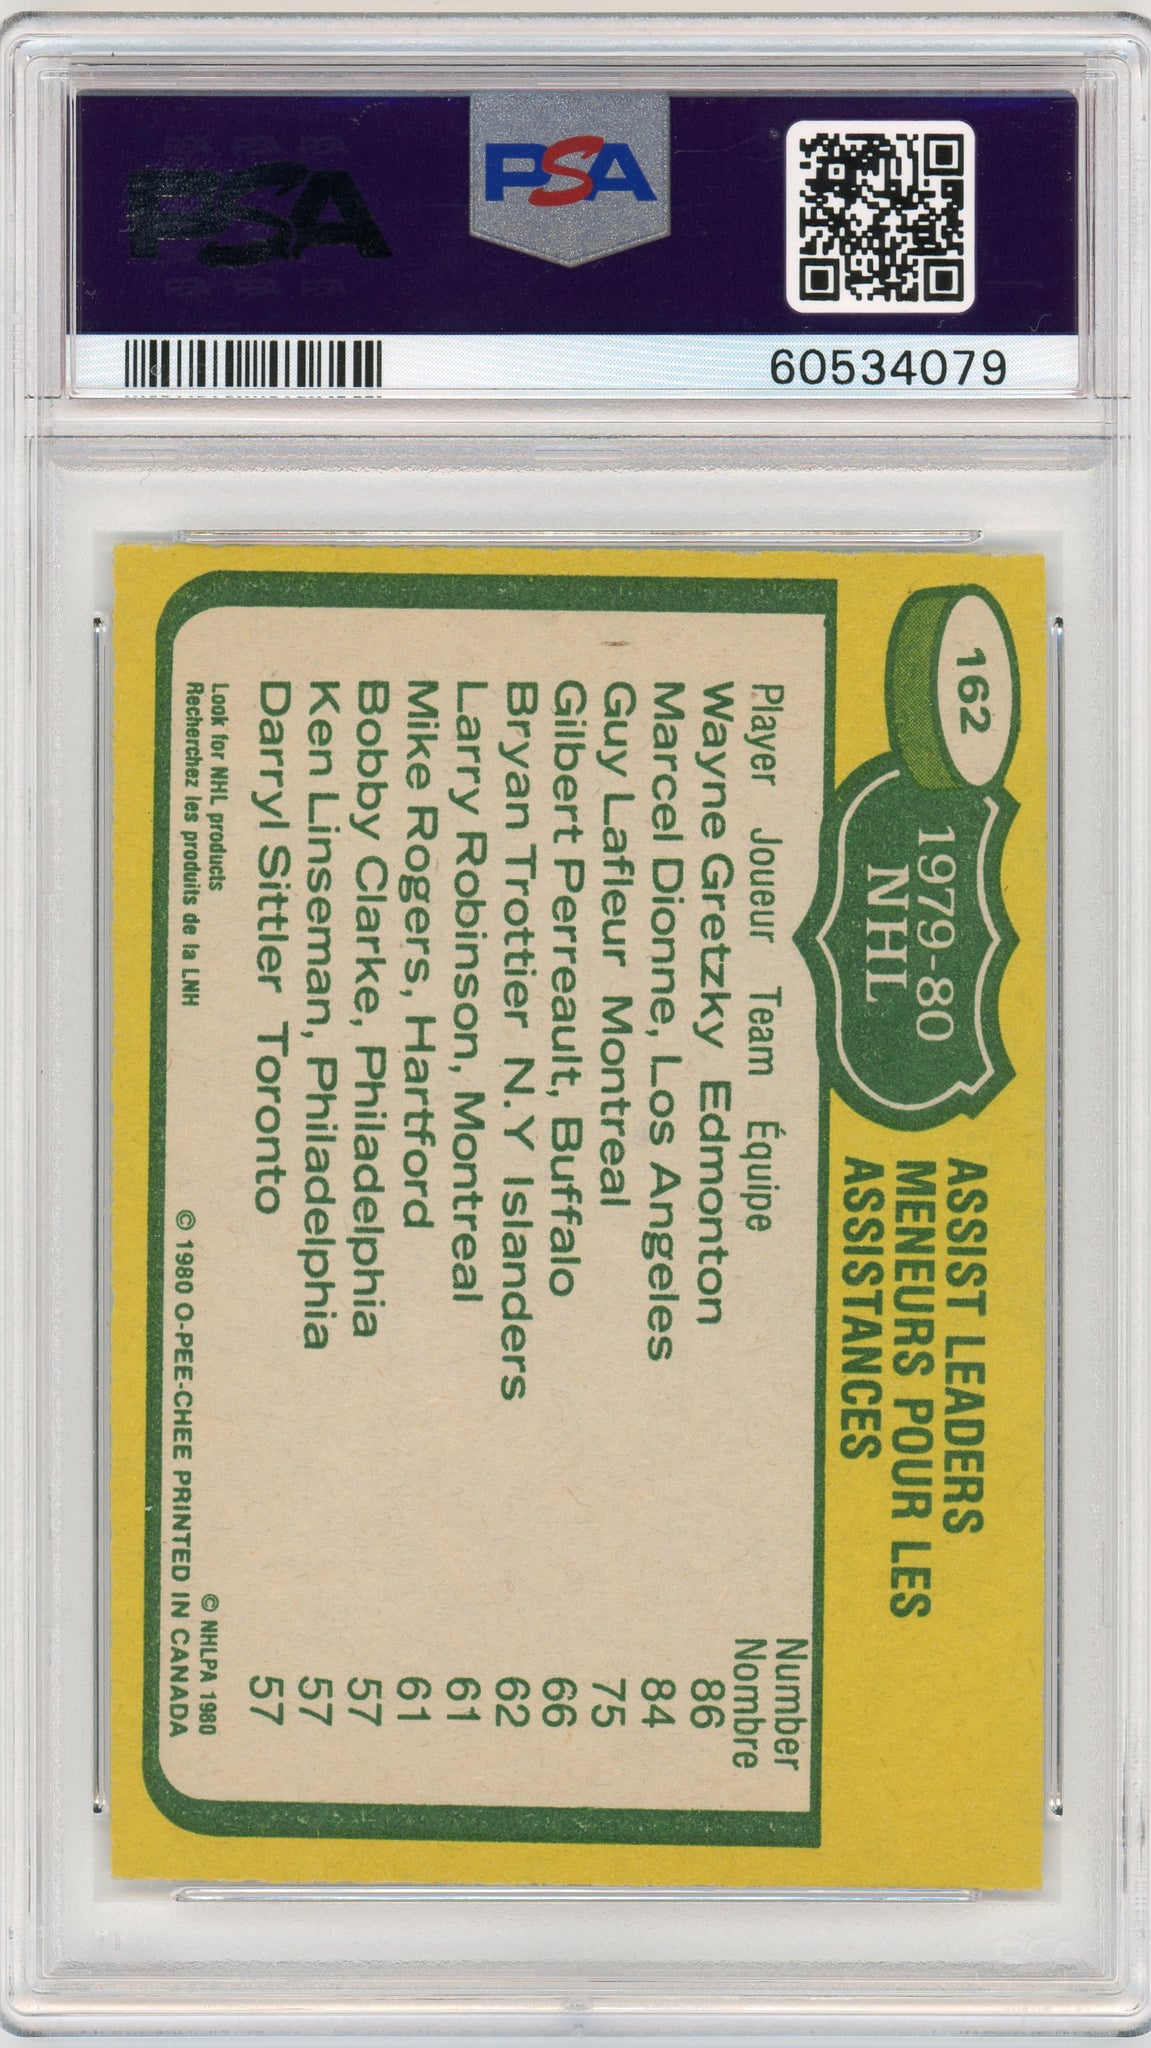 PSA
PSA
60534079
162
1979-80
NHL
ASSIST LEADERS
MENEURS POUR LES
ASSISTANCES
Player Joueur Team Équipe Number
Nombre
Wayne Gretzky Edmonton 86
Marcel Dionne, Los Angeles 84
Guy Lafleur Montreal 75
Gilbert Perreault, Buffalo 66
Bryan Trottier N.Y Islanders 62
Larry Robinson, Montreal 61
Mike Rogers, Hartford 61
Bobby Clarke, Philadelphia 57
Ken Linseman, Philadelphia 57
Darryl Sittler Toronto 57
Look for NHL products
Recherchez les produits de la LNH
© NHLPA 1980
© 1980 O-PEE-CHEE PRINTED IN CANADA